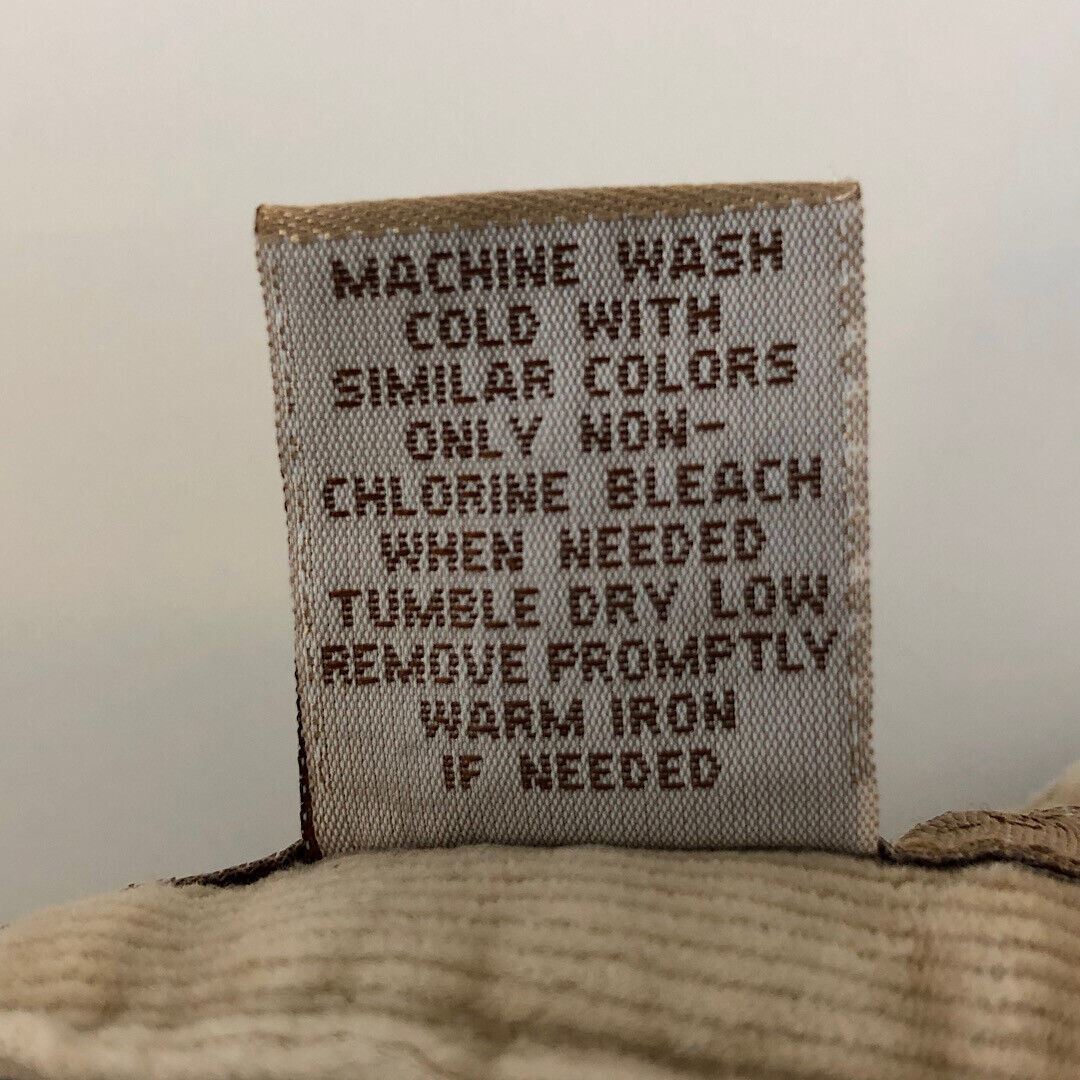 MACHINE WASH
COLD WITH
SIMILAR COLORS
ONLY NON-
CHLORINE BLEACH
WHEN NEEDED
TUMBLE DRY LOW
REMOVE PROMPTLY
WARM IRON
IF NEEDED